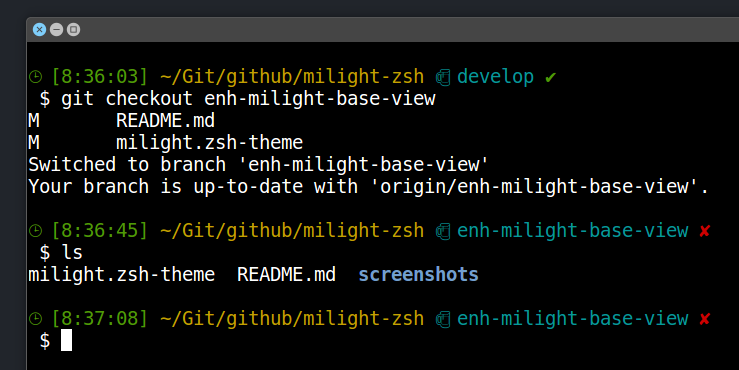 [8:36:03] ~/Git/github/milight-zsh develop ✔
$ git checkout enh-milight-base-view
M README.md
M milight.zsh-theme
Switched to branch 'enh-milight-base-view'
Your branch is up-to-date with 'origin/enh-milight-base-view'.
[8:36:45] ~/Git/github/milight-zsh enh-milight-base-view ✘
$ ls
milight.zsh-theme README.md screenshots
[8:37:08] ~/Git/github/milight-zsh enh-milight-base-view ✘
$